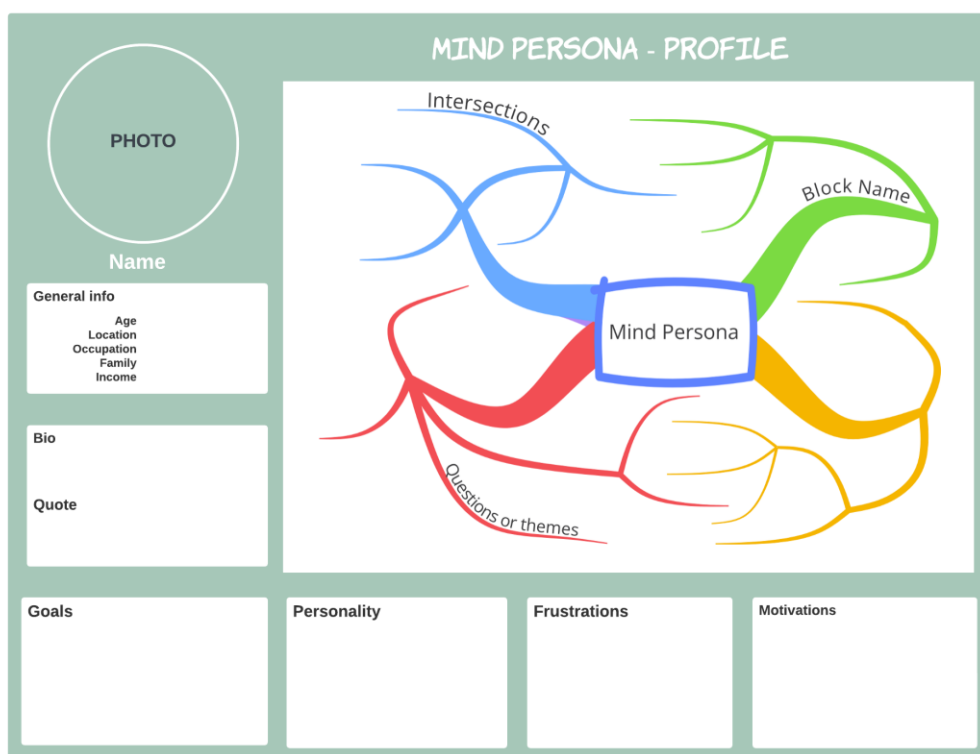 MIND PERSONA - PROFILE
PHOTO
Name
General info
Age
Location
Occupation
Family
Income
Bio
Quote
Intersections
Block Name
Mind Persona
Questions or themes
Goals
Personality
Frustrations
Motivations